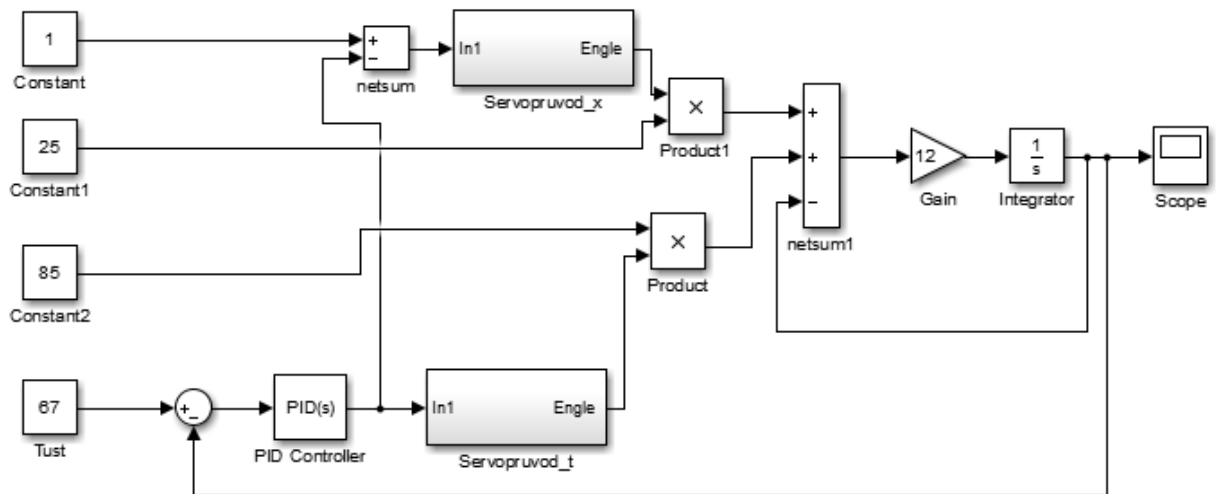 1
Constant
+
−
netsum
In1 Engle
Servopruvod_x
25
Constant1
×
Product1
85
Constant2
×
Product
+
+
−
netsum1
12
Gain
1
s
Integrator
Scope
67
Tust
+
−
PID(s)
PID Controller
In1 Engle
Servopruvod_t